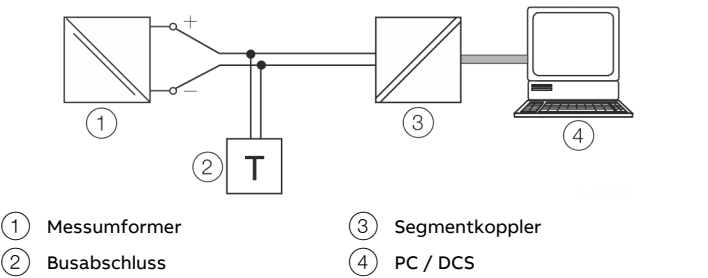 +
−
1
2
T
3
4
1 Messumformer
2 Busabschluss
3 Segmentkoppler
4 PC / DCS